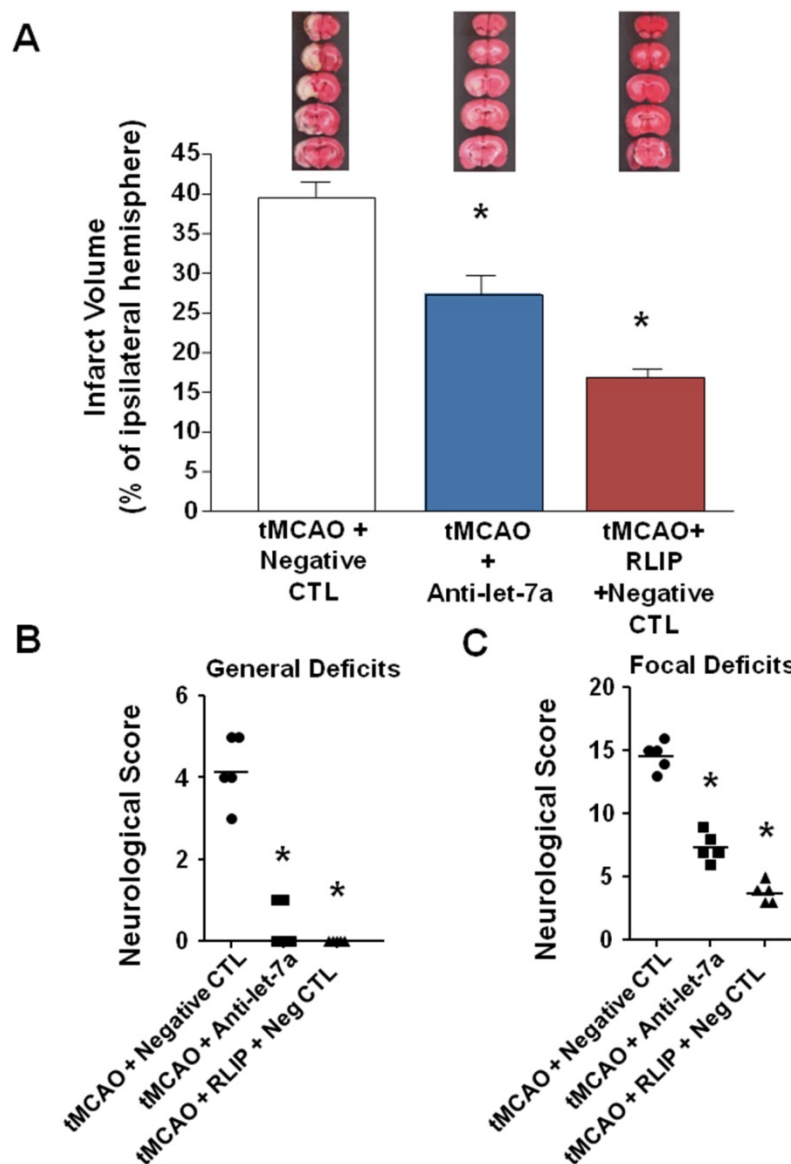 A
Infarct Volume
(% of ipsilateral hemisphere)
45
40
35
30
25
20
15
10
5
0
*
*
tMCAO +
Negative
CTL
tMCAO
+
Anti-let-7a
tMCAO+
RLIP
+Negative
CTL
B
General Deficits
Neurological Score
6
4
2
0
*
*
tMCAO + Negative CTL
tMCAO + Anti-let-7a
tMCAO + RLIP + Neg CTL
C
Focal Deficits
Neurological Score
20
15
10
5
0
*
*
tMCAO + Negative CTL
tMCAO + Anti-let-7a
tMCAO + RLIP + Neg CTL